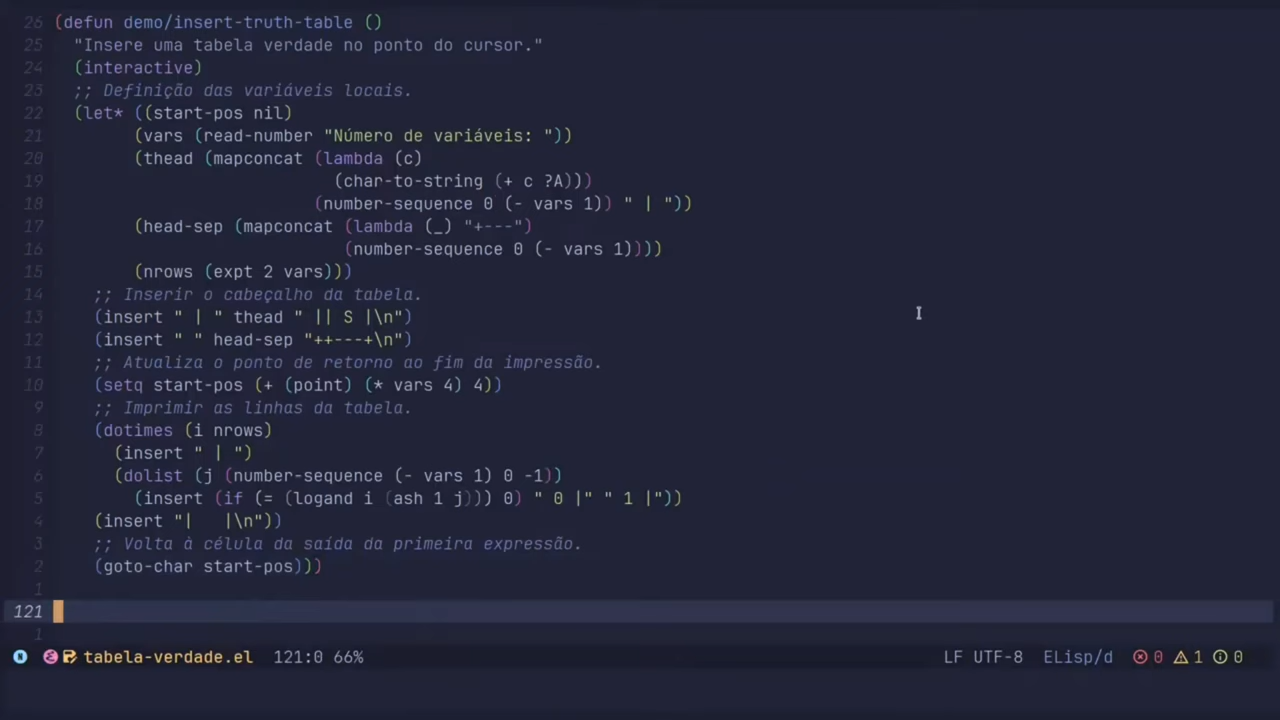 26 (defun demo/insert-truth-table ()
25   "Insere uma tabela verdade no ponto do cursor."
24   (interactive)
23   ;; Definição das variáveis locais.
22   (let* ((start-pos nil)
21         (vars (read-number "Número de variáveis: "))
20         (thead (mapconcat (lambda (c)
19                             (char-to-string (+ c ?A)))
18                           (number-sequence 0 (- vars 1)) " | "))
17         (head-sep (mapconcat (lambda (_) "+---")
16                              (number-sequence 0 (- vars 1))))
15         (nrows (expt 2 vars)))
14     ;; Inserir o cabeçalho da tabela.
13     (insert " | " thead " || S |\n")
12     (insert " " head-sep "++---+\n")
11     ;; Atualiza o ponto de retorno ao fim da impressão.
10     (setq start-pos (+ (point) (* vars 4) 4))
9     ;; Imprimir as linhas da tabela.
8     (dotimes (i nrows)
7       (insert " | ")
6       (dolist (j (number-sequence (- vars 1) 0 -1))
5         (insert (if (= (logand i (ash 1 j)) 0) " 0 |" " 1 |"))
4     (insert "|   |\n"))
3     ;; Volta à célula da saída da primeira expressão.
2     (goto-char start-pos)))
1
121
1
N tabela-verdade.el 121:0 66% LF UTF-8 ELisp/d 0 1 0